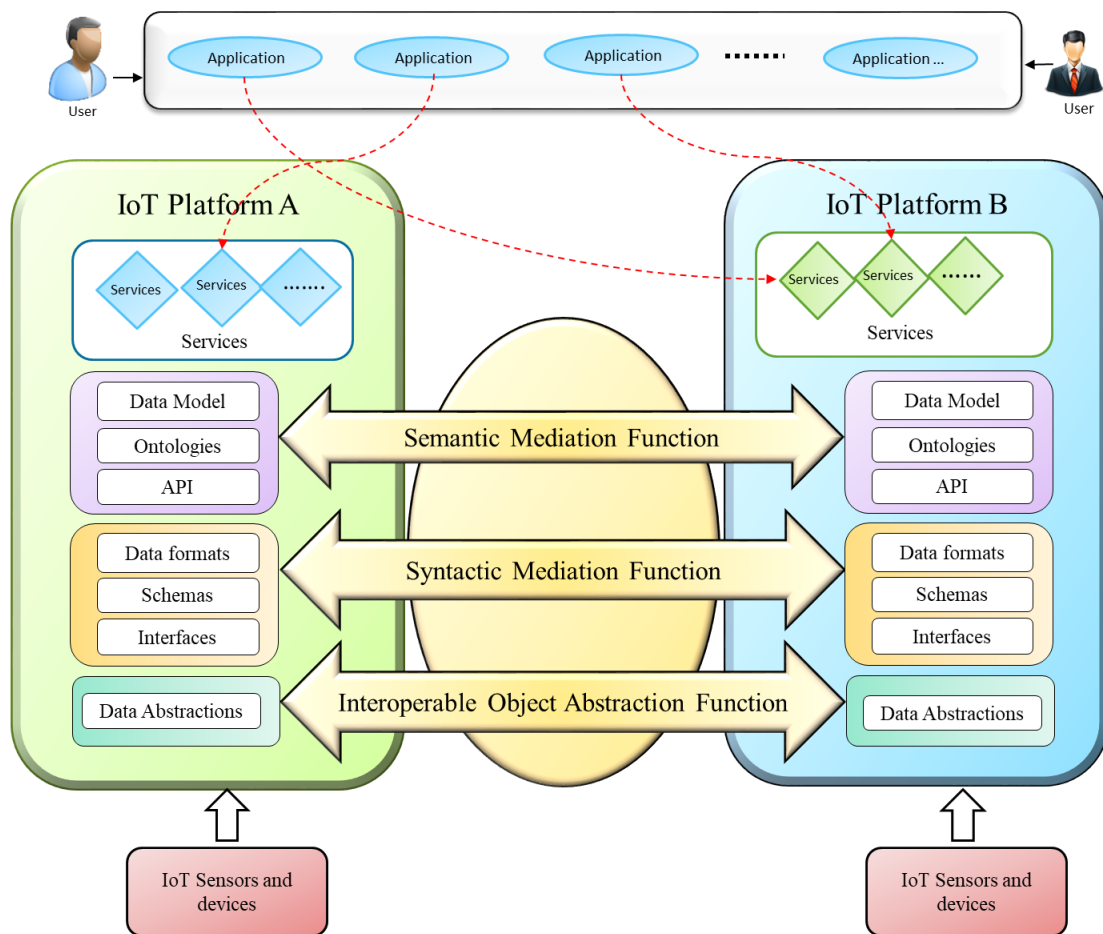 Application
Application
Application
........
Application ...
User
User
IoT Platform A
IoT Platform B
Services
Services
.......
Services
Services
Services
......
Services
Data Model
Ontologies
API
Semantic Mediation Function
Data Model
Ontologies
API
Data formats
Schemas
Interfaces
Syntactic Mediation Function
Data formats
Schemas
Interfaces
Data Abstractions
Interoperable Object Abstraction Function
Data Abstractions
IoT Sensors and
devices
IoT Sensors and
devices